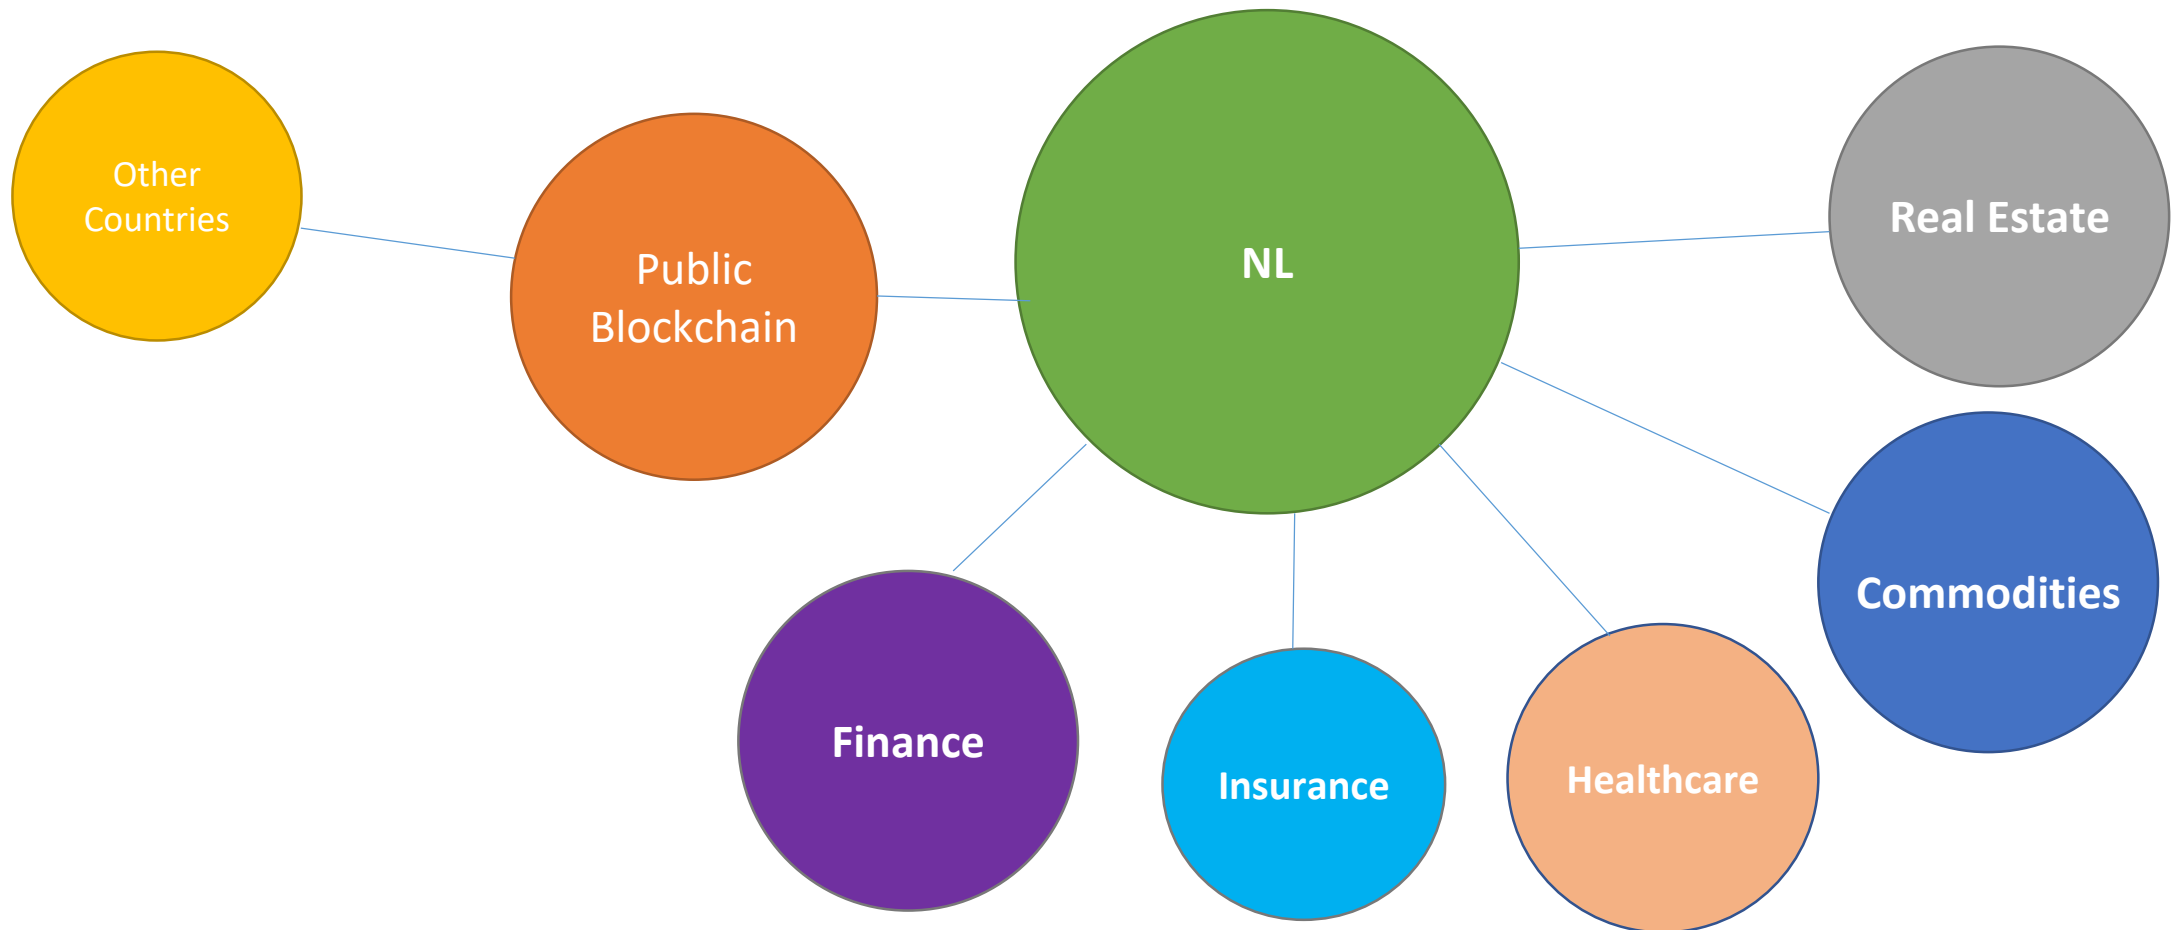 Other
Countries
Public
Blockchain
NL
Real Estate
Commodities
Finance
Insurance
Healthcare